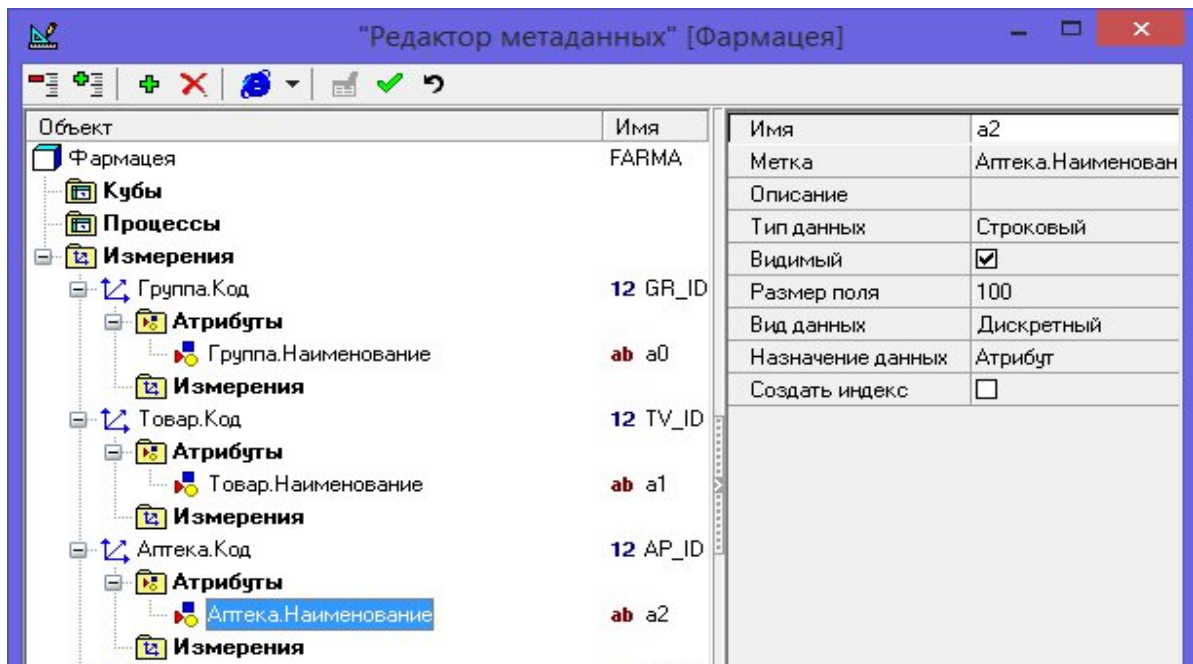 "Редактор метаданных" [Фармацея]
Объект Имя
Фармацея FARMA
Кубы
Процессы
Измерения
Группа.Код 12 GR_ID
Атрибуты
Группа.Наименование ab a0
Измерения
Товар.Код 12 TV_ID
Атрибуты
Товар.Наименование ab a1
Измерения
Аптека.Код 12 AP_ID
Атрибуты
Аптека.Наименование ab a2
Измерения
Имя a2
Метка Аптека.Наименован
Описание
Тип данных Строковый
Видимый
Размер поля 100
Вид данных Дискретный
Назначение данных Атрибут
Создать индекс